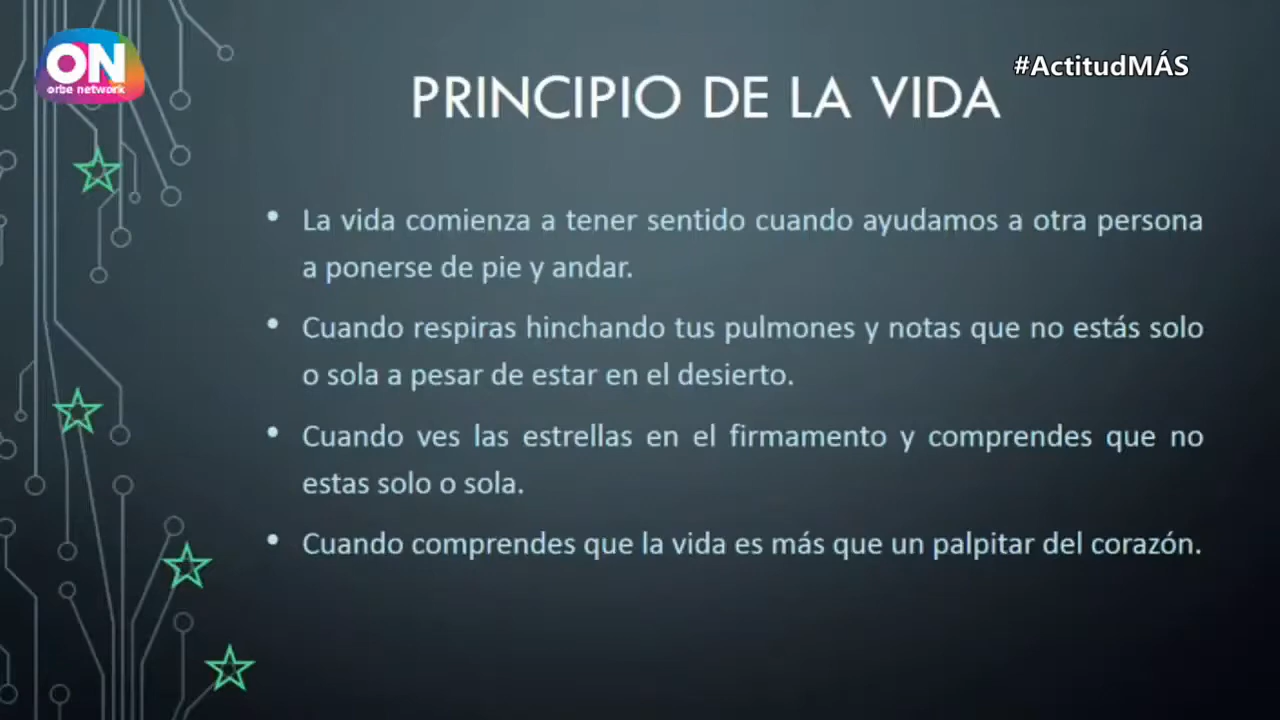 ON
orbe network
#ActitudMÁS
PRINCIPIO DE LA VIDA
• La vida comienza a tener sentido cuando ayudamos a otra persona
a ponerse de pie y andar.
• Cuando respiras hinchando tus pulmones y notas que no estás solo
o sola a pesar de estar en el desierto.
• Cuando ves las estrellas en el firmamento y comprendes que no
estas solo o sola.
• Cuando comprendes que la vida es más que un palpitar del corazón.